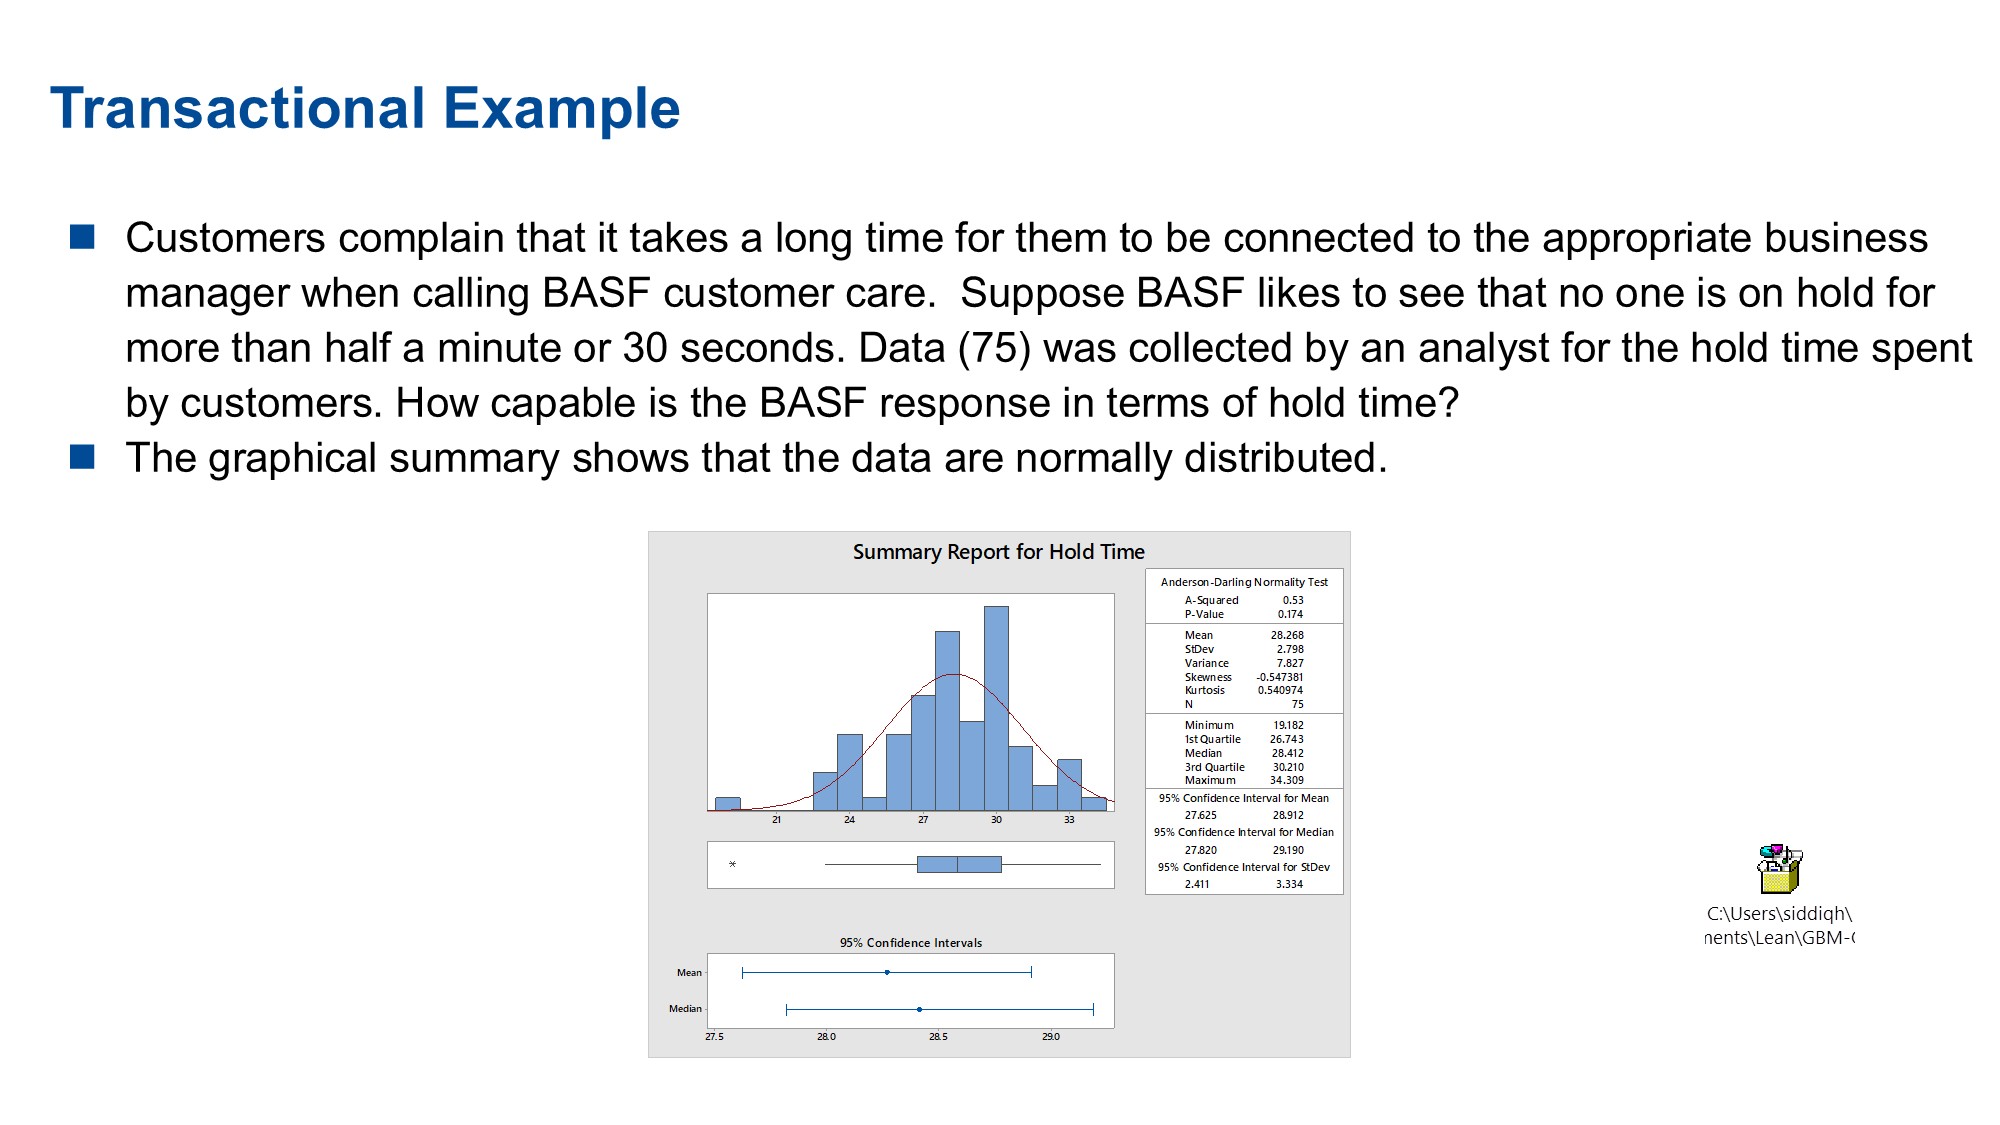 Transactional Example
Customers complain that it takes a long time for them to be connected to the appropriate business
manager when calling BASF customer care.  Suppose BASF likes to see that no one is on hold for
more than half a minute or 30 seconds. Data (75) was collected by an analyst for the hold time spent
by customers. How capable is the BASF response in terms of hold time?
The graphical summary shows that the data are normally distributed.
Summary Report for Hold Time
21 24 27 30 33
Anderson-Darling Normality Test
A-Squared 0.53
P-Value 0.174
Mean 28.268
StDev 2.798
Variance 7.827
Skewness -0.547381
Kurtosis 0.540974
N 75
Minimum 19.182
1st Quartile 26.743
Median 28.412
3rd Quartile 30.210
Maximum 34.309
95% Confidence Interval for Mean
27.625 28.912
95% Confidence Interval for Median
27.820 29.190
95% Confidence Interval for StDev
2.411 3.334
95% Confidence Intervals
Mean
Median
27.5 28.0 28.5 29.0
C:\Users\siddiqh\
ments\Lean\GBM-